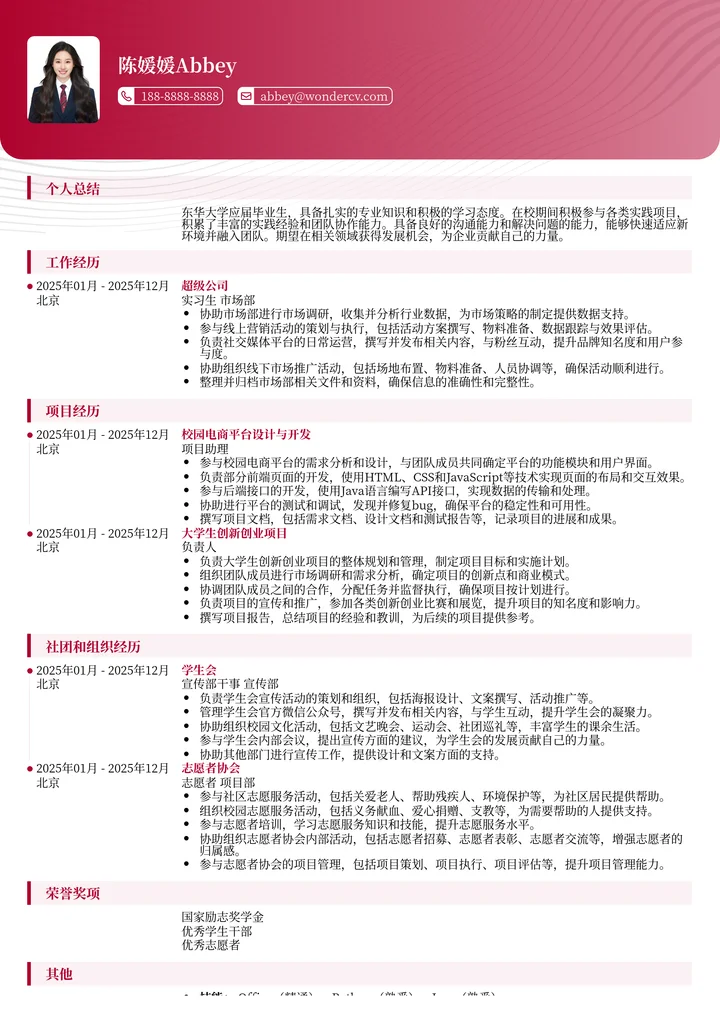 陈媛媛Abbey
188-8888-8888
abbey@wondercv.com
个人总结
东华大学应届毕业生，具备扎实的专业知识和积极的学习态度。在校期间积极参与各类实践项目，
积累了丰富的实践经验和团队协作能力。具备良好的沟通能力和解决问题的能力，能够快速适应新
环境并融入团队。期望在相关领域获得发展机会，为企业贡献自己的力量。
工作经历
2025年01月 - 2025年12月 超级公司
北京 实习生 市场部
• 协助市场部进行市场调研，收集并分析行业数据，为市场策略的制定提供数据支持。
• 参与线上营销活动的策划与执行，包括活动方案撰写、物料准备、数据跟踪与效果评估。
• 负责社交媒体平台的日常运营，撰写并发布相关内容，与粉丝互动，提升品牌知名度和用户参
与度。
• 协助组织线下市场推广活动，包括场地布置、物料准备、人员协调等，确保活动顺利进行。
• 整理并归档市场部相关文件和资料，确保信息的准确性和完整性。
项目经历
2025年01月 - 2025年12月 校园电商平台设计与开发
北京 项目助理
• 参与校园电商平台的需求分析和设计，与团队成员共同确定平台的功能模块和用户界面。
• 负责部分前端页面的开发，使用HTML、CSS和JavaScript等技术实现页面的布局和交互效果。
• 参与后端接口的开发，使用Java语言编写API接口，实现数据的传输和处理。
• 协助进行平台的测试和调试，发现并修复bug，确保平台的稳定性和可用性。
• 撰写项目文档，包括需求文档、设计文档和测试报告等，记录项目的进展和成果。
2025年01月 - 2025年12月 大学生创新创业项目
北京 负责人
• 负责大学生创新创业项目的整体规划和管理，制定项目目标和实施计划。
• 组织团队成员进行市场调研和需求分析，确定项目的创新点和商业模式。
• 协调团队成员之间的合作，分配任务并监督执行，确保项目按计划进行。
• 负责项目的宣传和推广，参加各类创新创业比赛和展览，提升项目的知名度和影响力。
• 撰写项目报告，总结项目的经验和教训，为后续的项目提供参考。
社团和组织经历
2025年01月 - 2025年12月 学生会
北京 宣传部干事 宣传部
• 负责学生会宣传活动的策划和组织，包括海报设计、文案撰写、活动推广等。
• 管理学生会官方微信公众号，撰写并发布相关内容，与学生互动，提升学生会的凝聚力。
• 协助组织校园文化活动，包括文艺晚会、运动会、社团巡礼等，丰富学生的课余生活。
• 参与学生会内部会议，提出宣传方面的建议，为学生会的发展贡献自己的力量。
• 协助其他部门进行宣传工作，提供设计和文案方面的支持。
2025年01月 - 2025年12月 志愿者协会
北京 志愿者 项目部
• 参与社区志愿服务活动，包括关爱老人、帮助残疾人、环境保护等，为社区居民提供帮助。
• 组织校园志愿服务活动，包括义务献血、爱心捐赠、支教等，为需要帮助的人提供支持。
• 参与志愿者培训，学习志愿服务知识和技能，提升志愿服务水平。
• 协助组织志愿者协会内部活动，包括志愿者招募、志愿者表彰、志愿者交流等，增强志愿者的
归属感。
• 参与志愿者协会的项目管理，包括项目策划、项目执行、项目评估等，提升项目管理能力。
荣誉奖项
国家励志奖学金
优秀学生干部
优秀志愿者
其他